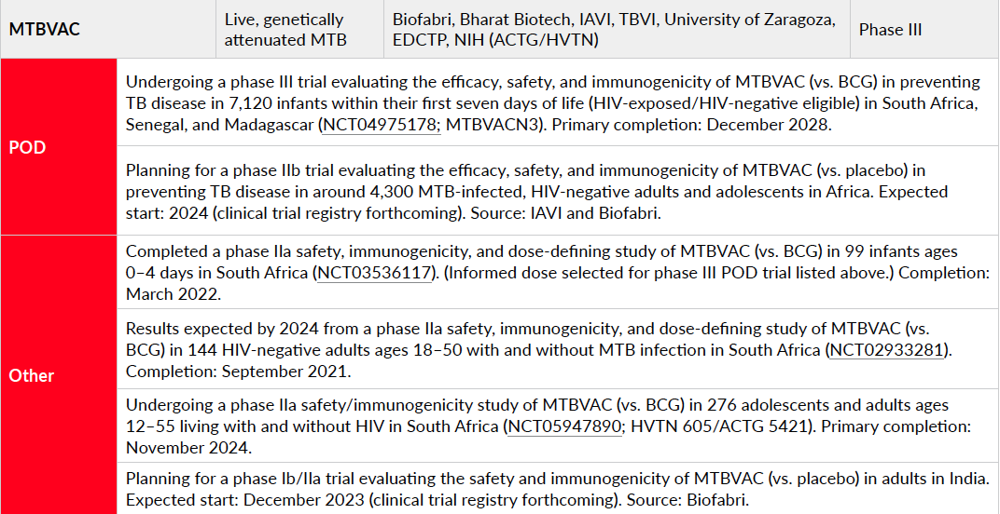 MTBVAC
Live, genetically
attenuated MTB
Biofabri, Bharat Biotech, IAVI, TBVI, University of Zaragoza,
EDCTP, NIH (ACTG/HVTN)
Phase III
POD
Undergoing a phase III trial evaluating the efficacy, safety, and immunogenicity of MTBVAC (vs. BCG) in preventing
TB disease in 7,120 infants within their first seven days of life (HIV-exposed/HIV-negative eligible) in South Africa,
Senegal, and Madagascar (NCT04975178; MTBVACN3). Primary completion: December 2028.
Planning for a phase IIb trial evaluating the efficacy, safety, and immunogenicity of MTBVAC (vs. placebo) in
preventing TB disease in around 4,300 MTB-infected, HIV-negative adults and adolescents in Africa. Expected
start: 2024 (clinical trial registry forthcoming). Source: IAVI and Biofabri.
Other
Completed a phase IIa safety, immunogenicity, and dose-defining study of MTBVAC (vs. BCG) in 99 infants ages
0–4 days in South Africa (NCT03536117). (Informed dose selected for phase III POD trial listed above.) Completion:
March 2022.
Results expected by 2024 from a phase IIa safety, immunogenicity, and dose-defining study of MTBVAC (vs.
BCG) in 144 HIV-negative adults ages 18–50 with and without MTB infection in South Africa (NCT02933281).
Completion: September 2021.
Undergoing a phase IIa safety/immunogenicity study of MTBVAC (vs. BCG) in 276 adolescents and adults ages
12–55 living with and without HIV in South Africa (NCT05947890; HVTN 605/ACTG 5421). Primary completion:
November 2024.
Planning for a phase Ib/IIa trial evaluating the safety and immunogenicity of MTBVAC (vs. placebo) in adults in India.
Expected start: December 2023 (clinical trial registry forthcoming). Source: Biofabri.